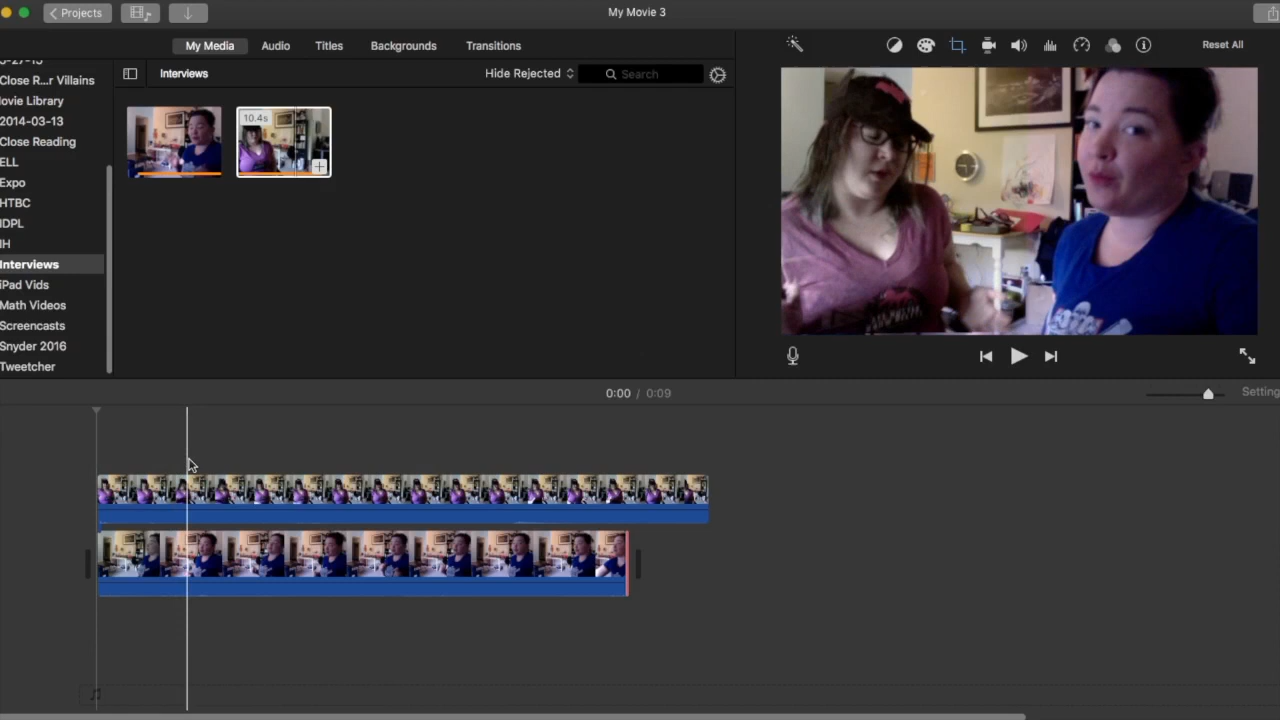 Projects
My Movie 3
My Media
Audio
Titles
Backgrounds
Transitions
Reset All
Close R...r Villains
ovie Library
2014-03-13
Close Reading
ELL
Expo
HTBC
IDPL
IH
Interviews
iPad Vids
Math Videos
Screencasts
Snyder 2016
Tweetcher
Interviews
Hide Rejected
Search
10.4s
0:00 / 0:09
Setting